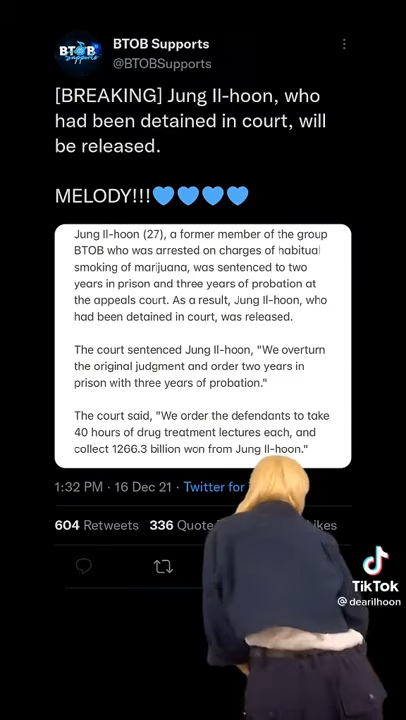 BTOB Supports
@BTOBSupports
[BREAKING] Jung Il-hoon, who
had been detained in court, will
be released.
MELODY!!!💙💙💙💙
Jung Il-hoon (27), a former member of the group
BTOB who was arrested on charges of habitual
smoking of marijuana, was sentenced to two
years in prison and three years of probation at
the appeals court. As a result, Jung Il-hoon, who
had been detained in court, was released.
The court sentenced Jung Il-hoon, "We overturn
the original judgment and order two years in
prison with three years of probation."
The court said, "We order the defendants to take
40 hours of drug treatment lectures each, and
collect 1266.3 billion won from Jung Il-hoon."
1:32 PM · 16 Dec 21 · Twitter for
604 Retweets 336 Quote
TikTok
@dearilhoon